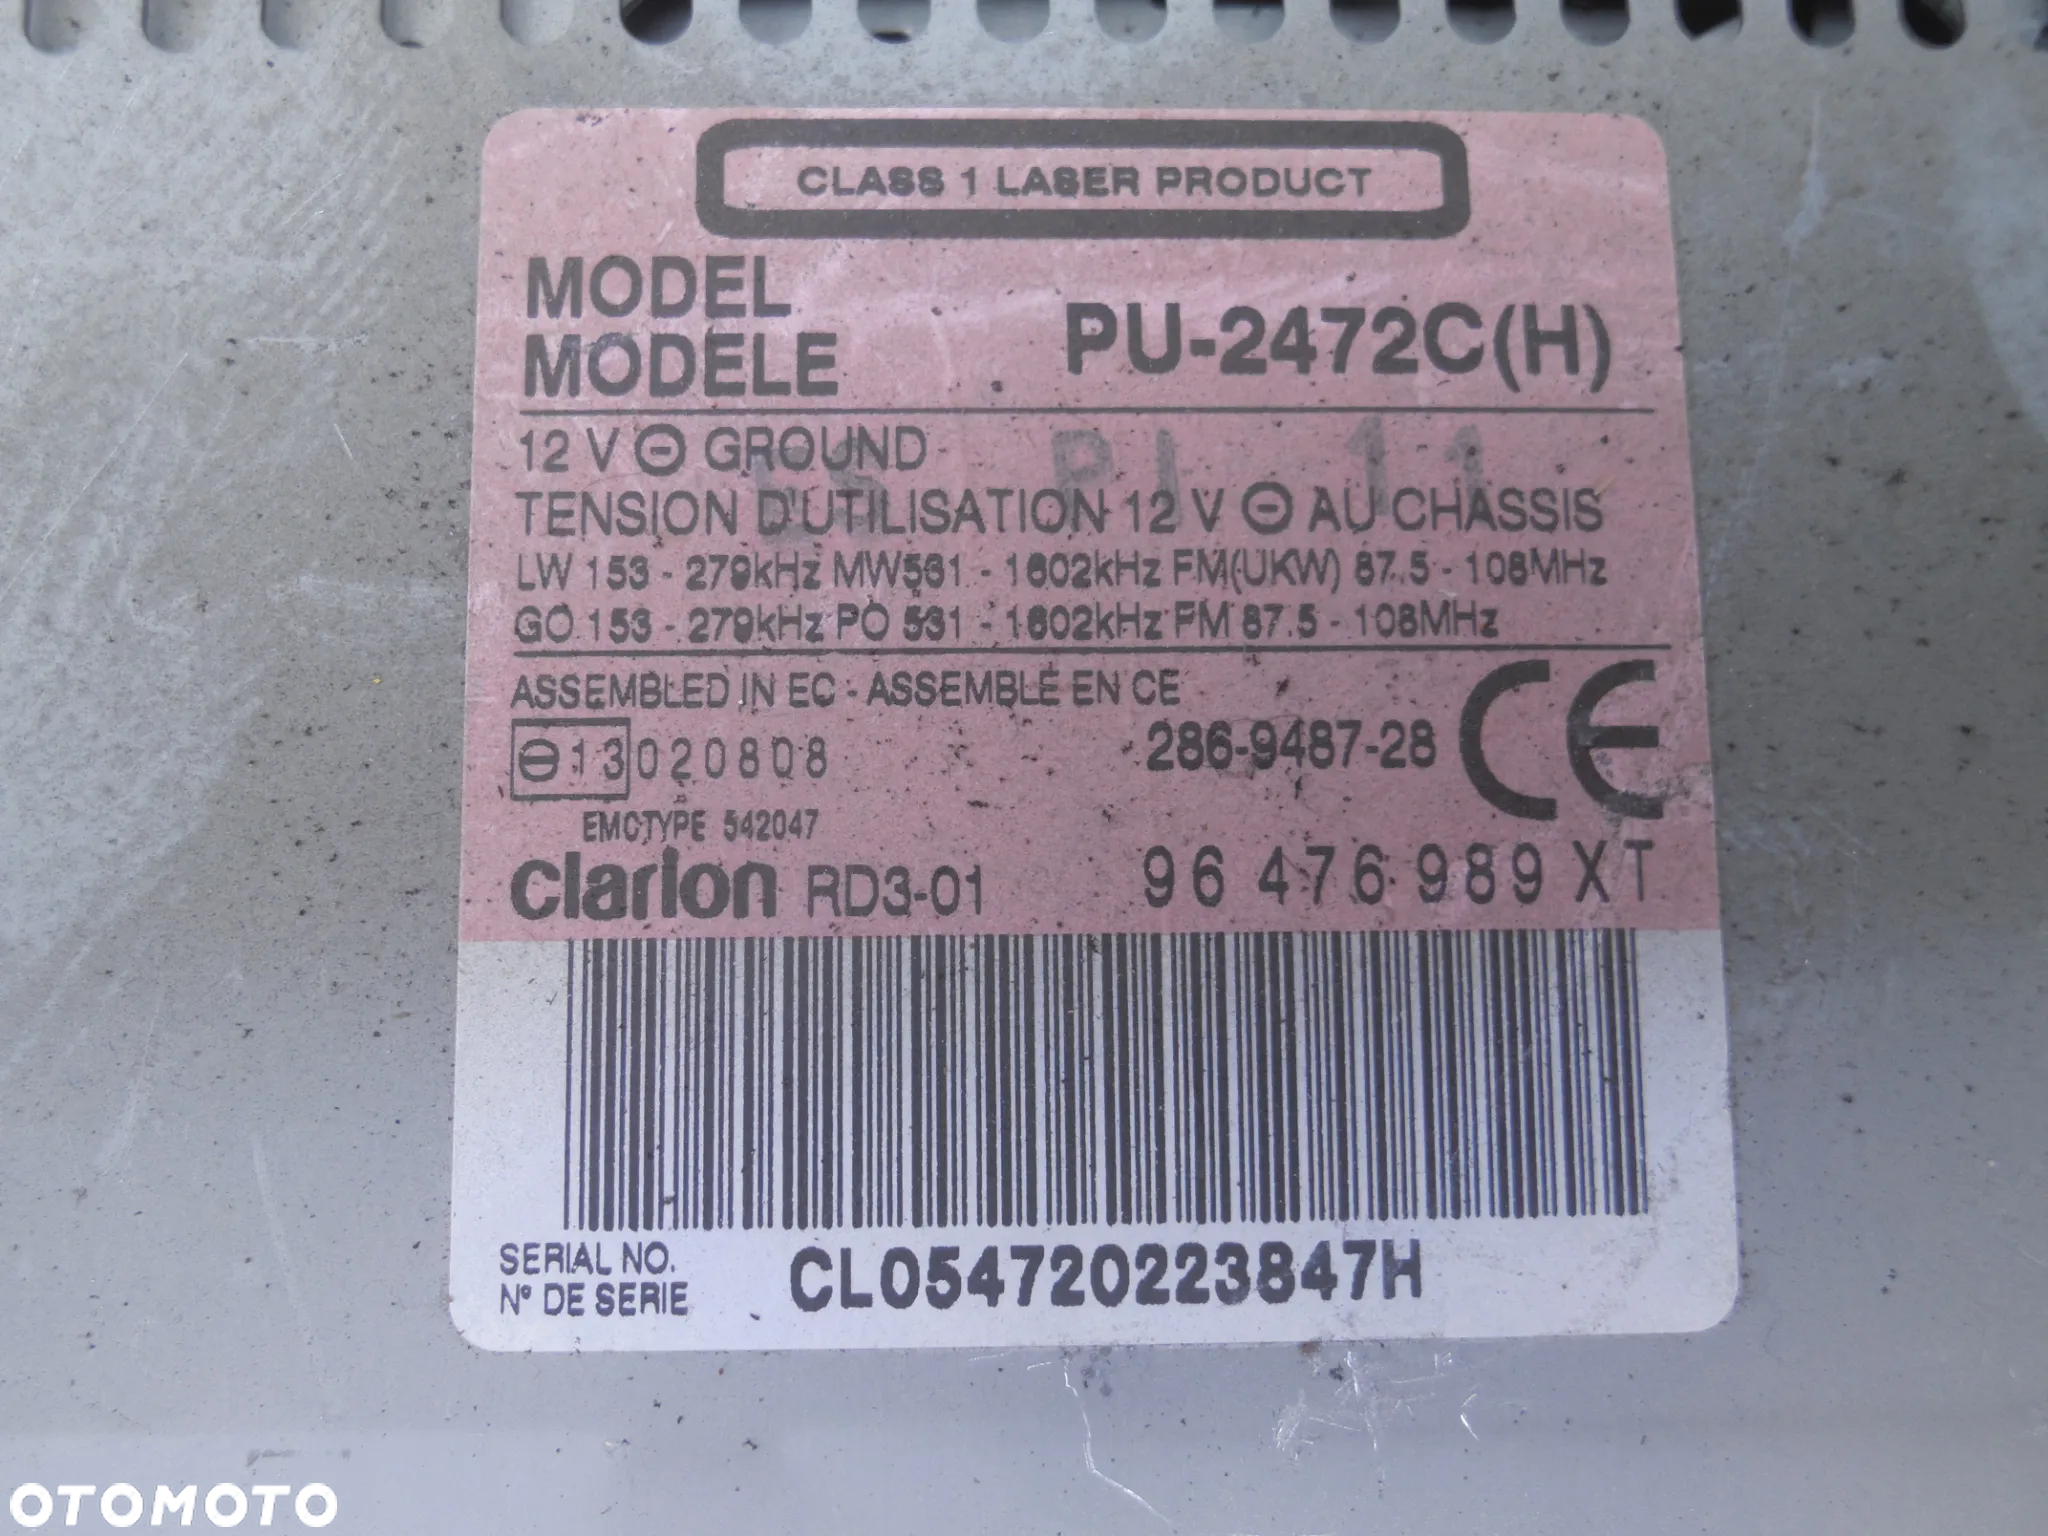 CLASS 1 LASER PRODUCT
MODEL
MODÈLE
PU-2472C(H)
12 V ⊖ GROUND
TENSION D'UTILISATION 12 V ⊖ AU CHASSIS
LW 153 - 279kHz MW531 - 1602kHz FM(UKW) 87.5 - 108MHz
GO 153 - 279kHz PO 531 - 1602kHz FM 87.5 - 108MHz
ASSEMBLED IN EC - ASSEMBLÉ EN CE
⊖13 020808
286-9487-28
CE
EMCTYPE 542047
clarion RD3-01
96 476 989 XT
SERIAL NO.
N° DE SERIE
CL054720223847H
OTOMOTO